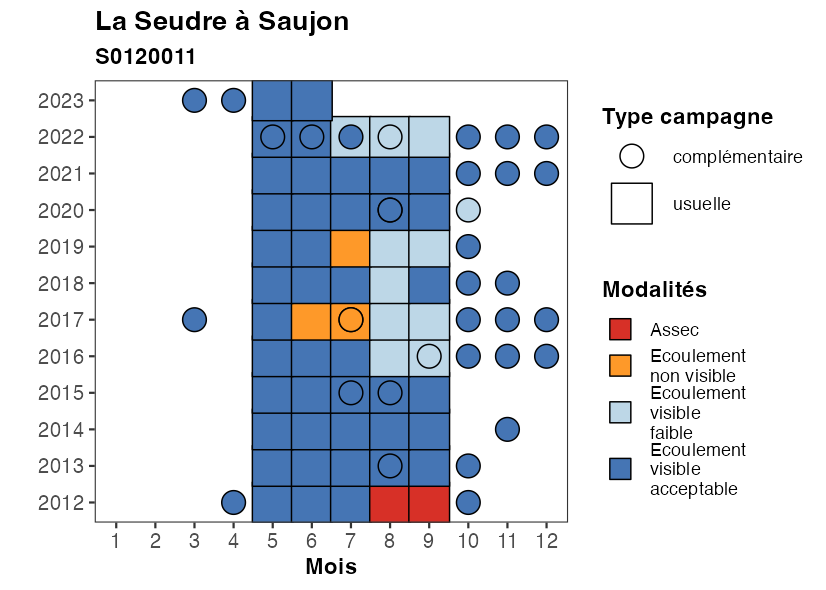 La Seudre à Saujon
S0120011
2023
2022
2021
2020
2019
2018
2017
2016
2015
2014
2013
2012
1 2 3 4 5 6 7 8 9 10 11 12
Mois
Type campagne
complémentaire
usuelle
Modalités
Assec
Ecoulement
non visible
Ecoulement
visible
faible
Ecoulement
visible
acceptable